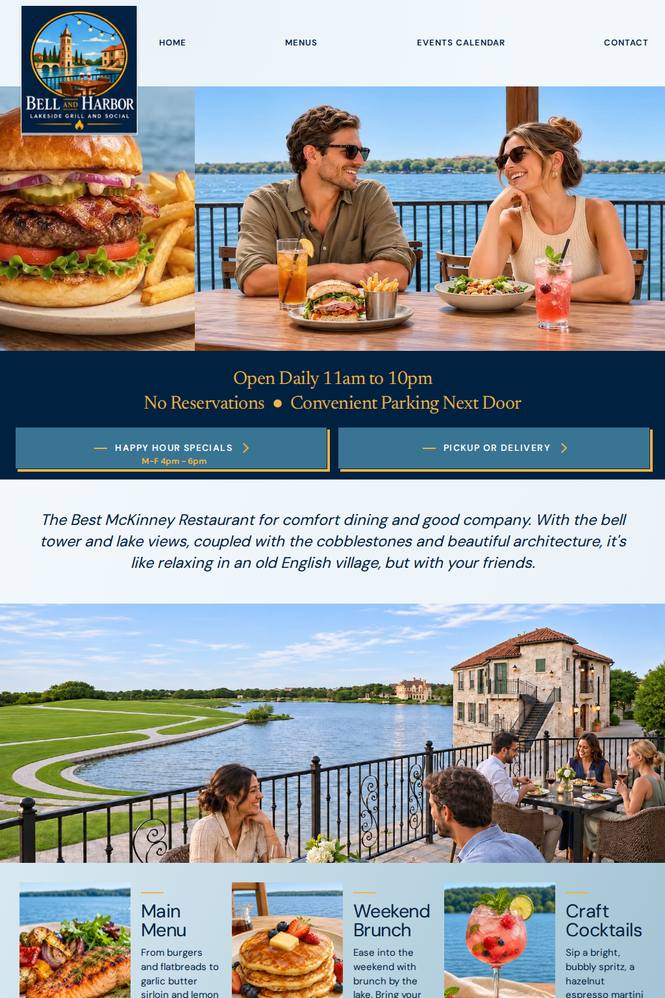 BELL AND HARBOR
LAKESIDE GRILL AND SOCIAL
HOME
MENUS
EVENTS CALENDAR
CONTACT
Open Daily 11am to 10pm
No Reservations ● Convenient Parking Next Door
HAPPY HOUR SPECIALS
M-F 4pm - 6pm
PICKUP OR DELIVERY
The Best McKinney Restaurant for comfort dining and good company. With the bell
tower and lake views, coupled with the cobblestones and beautiful architecture, it's
like relaxing in an old English village, but with your friends.
Main
Menu
From burgers
and flatbreads to
garlic butter
sirloin and lemon
Weekend
Brunch
Ease into the
weekend with
brunch by the
lake. Bring your
Craft
Cocktails
Sip a bright,
bubbly spritz, a
hazelnut
espresso martini